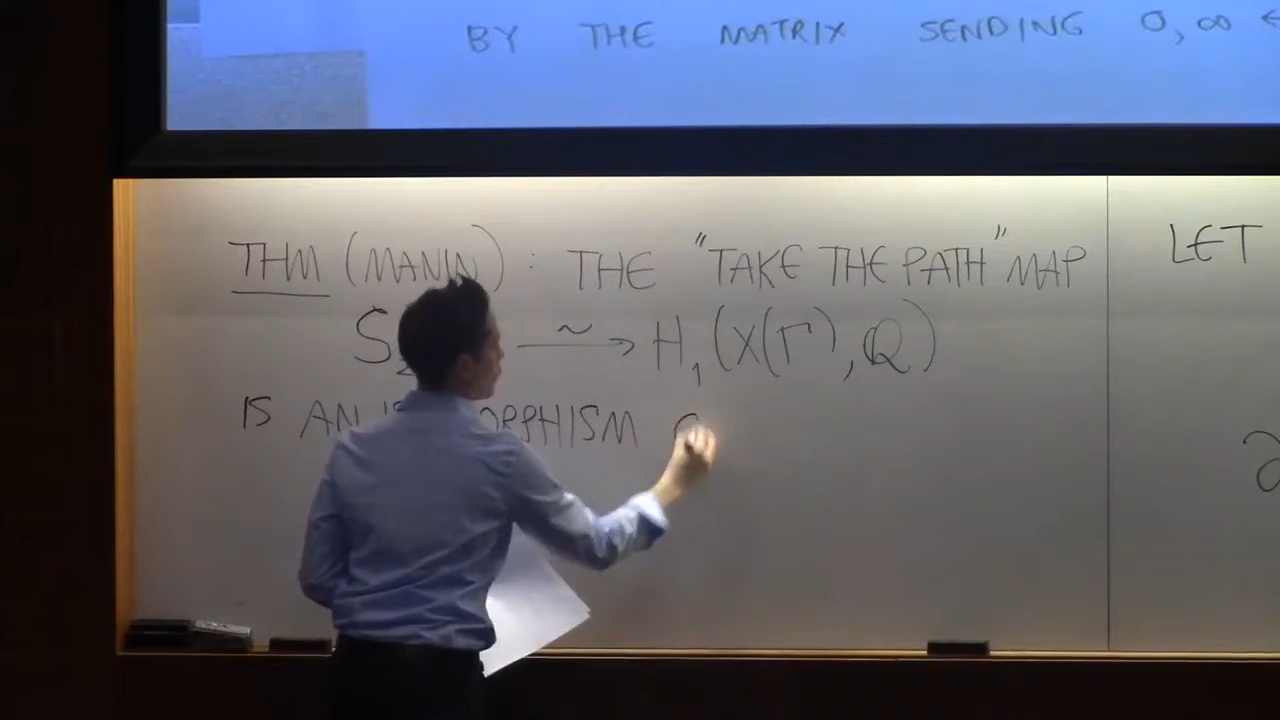 BY THE MATRIX SENDING 0, ∞
THM (MANIN) : THE "TAKE THE PATH" MAP
S ⟶∼ H₁(X(Γ), Q)
IS AN
LET
∂